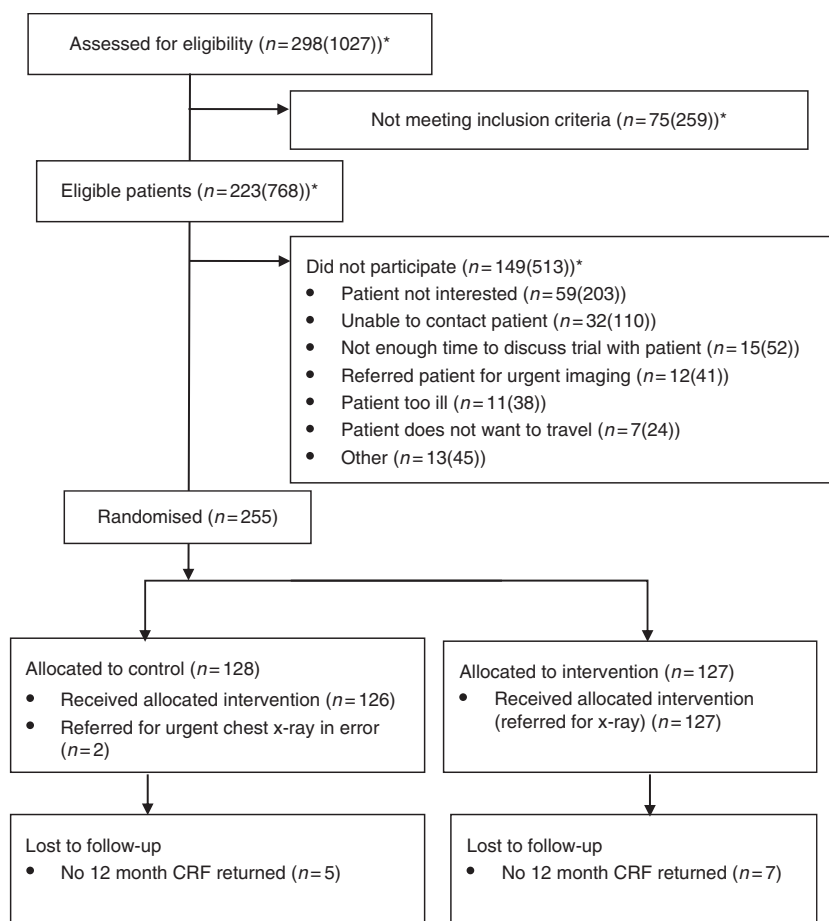 Assessed for eligibility (n=298(1027))*
Not meeting inclusion criteria (n=75(259))*
Eligible patients (n=223(768))*
Did not participate (n=149(513))*
• Patient not interested (n=59(203))
• Unable to contact patient (n=32(110))
• Not enough time to discuss trial with patient (n=15(52))
• Referred patient for urgent imaging (n=12(41))
• Patient too ill (n=11(38))
• Patient does not want to travel (n=7(24))
• Other (n=13(45))
Randomised (n=255)
Allocated to control (n=128)
• Received allocated intervention (n=126)
• Referred for urgent chest x-ray in error
(n=2)
Allocated to intervention (n=127)
• Received allocated intervention
(referred for x-ray) (n=127)
Lost to follow-up
• No 12 month CRF returned (n=5)
Lost to follow-up
• No 12 month CRF returned (n=7)